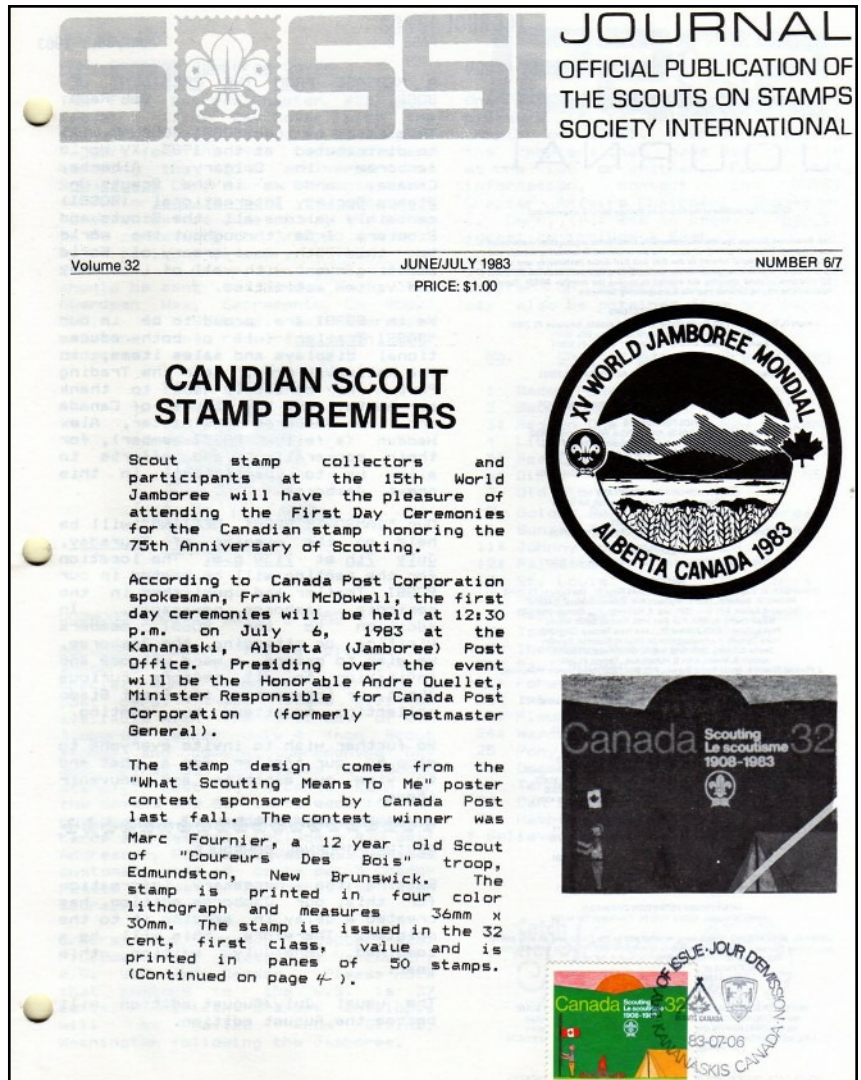 SOSSI
JOURNAL
OFFICIAL PUBLICATION OF
THE SCOUTS ON STAMPS
SOCIETY INTERNATIONAL
Volume 32 JUNE/JULY 1983 NUMBER 6/7
PRICE: $1.00
CANDIAN SCOUT
STAMP PREMIERS
Scout stamp collectors and
participants at the 15th World
Jamboree will have the pleasure of
attending the First Day Ceremonies
for the Canadian stamp honoring the
75th Anniversary of Scouting.
According to Canada Post Corporation
spokesman, Frank McDowell, the first
day ceremonies will be held at 12:30
p.m. on July 6, 1983 at the
Kananaski, Alberta (Jamboree) Post
Office. Presiding over the event
will be the Honorable Andre Ouellet,
Minister Responsible for Canada Post
Corporation (formerly Postmaster
General).
The stamp design comes from the
"What Scouting Means To Me" poster
contest sponsored by Canada Post
last fall. The contest winner was
Marc Fournier, a 12 year old Scout
of "Coureurs Des Bois" troop,
Edmundston, New Brunswick. The
stamp is printed in four color
lithograph and measures 36mm x
30mm. The stamp is issued in the 32
cent, first class, value and is
printed in panes of 50 stamps.
(Continued on page 4 ).
XV WORLD JAMBOREE MONDIAL
ALBERTA CANADA 1983
Canada Scouting 32
Le scoutisme
1908-1983
Canada Scouting 32
Le scoutisme
1908-19
DAY OF ISSUE·JOUR D'EMISSION
SCOUTS CANADA
83-07-06
KANANASKIS CANADA